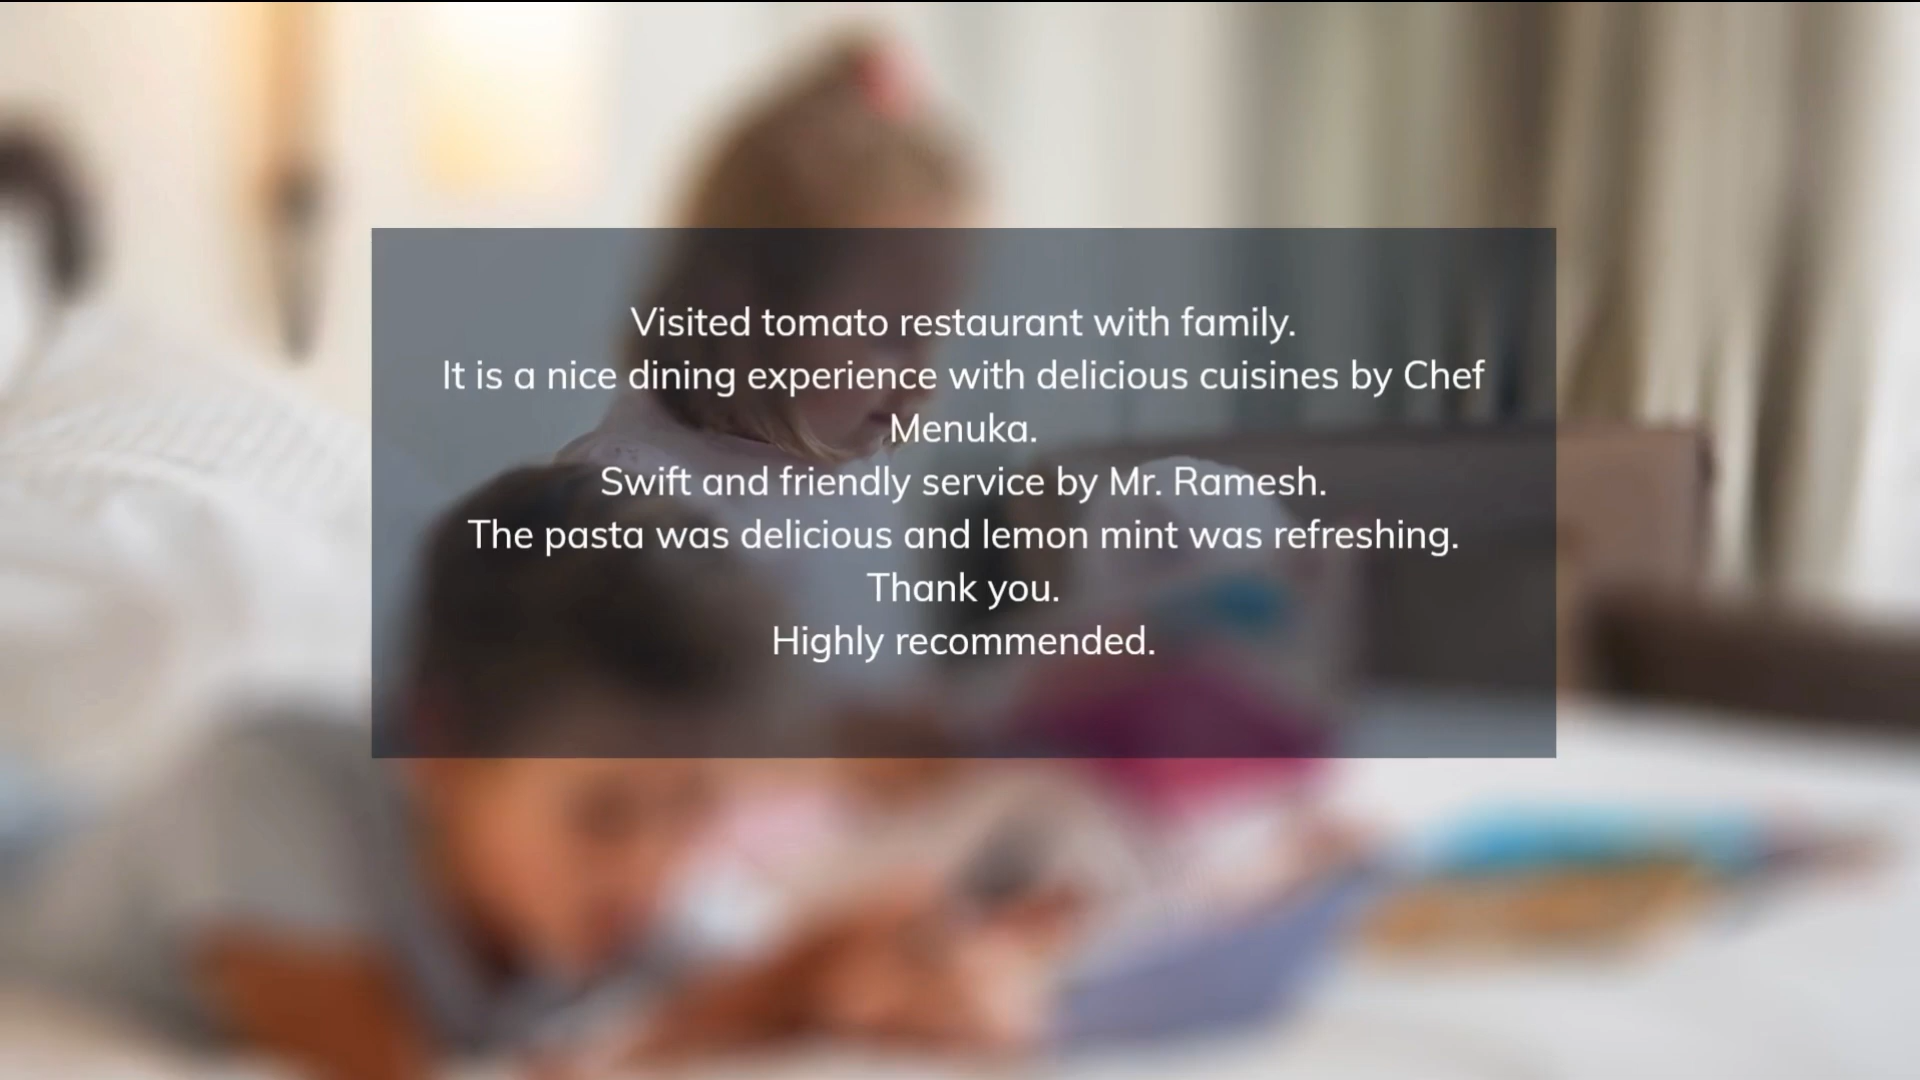 Visited tomato restaurant with family.
It is a nice dining experience with delicious cuisines by Chef
Menuka.
Swift and friendly service by Mr. Ramesh.
The pasta was delicious and lemon mint was refreshing.
Thank you.
Highly recommended.